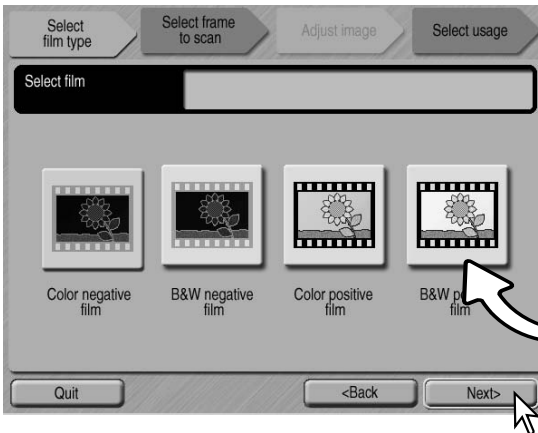 Select
film type
Select frame
to scan
Adjust image
Select usage
Select film
Color negative
film
B&W negative
film
Color positive
film
B&W
film
Quit
<Back
Next>